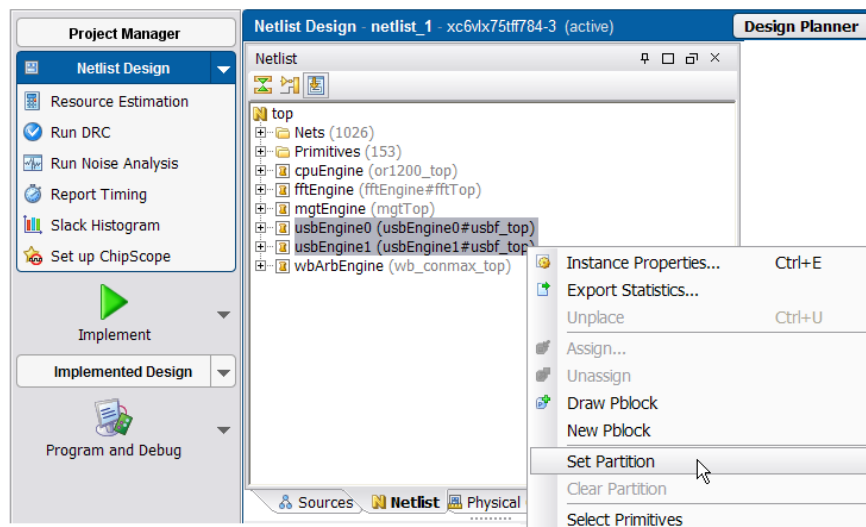 Project Manager
Netlist Design
Resource Estimation
Run DRC
Run Noise Analysis
Report Timing
Slack Histogram
Set up ChipScope
Implement
Implemented Design
Program and Debug
Netlist Design - netlist_1 - xc6vlx75tff784-3 (active)
Design Planner
Netlist
top
Nets (1026)
Primitives (153)
cpuEngine (or1200_top)
fftEngine (fftEngine#fftTop)
mgtEngine (mgtTop)
usbEngine0 (usbEngine0#usbf_top)
usbEngine1 (usbEngine1#usbf_top)
wbArbEngine (wb_conmax_top)
Sources
Netlist
Physical
Instance Properties... Ctrl+E
Export Statistics...
Unplace Ctrl+U
Assign...
Unassign
Draw Pblock
New Pblock
Set Partition
Clear Partition
Select Primitives